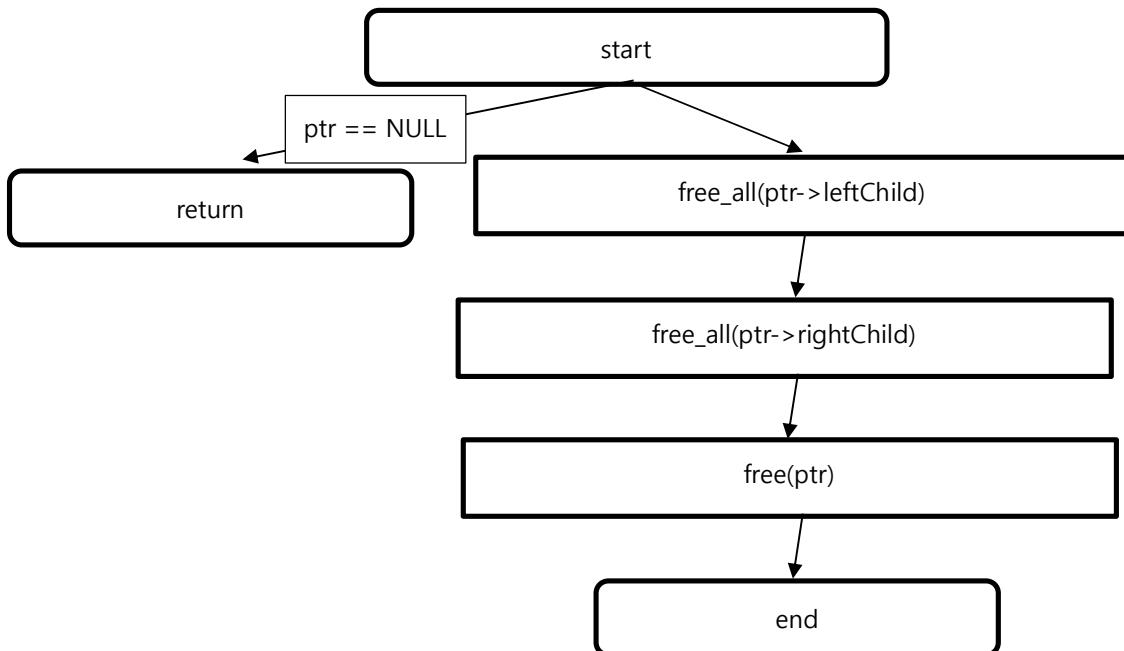 start
ptr == NULL
return
free_all(ptr->leftChild)
free_all(ptr->rightChild)
free(ptr)
end